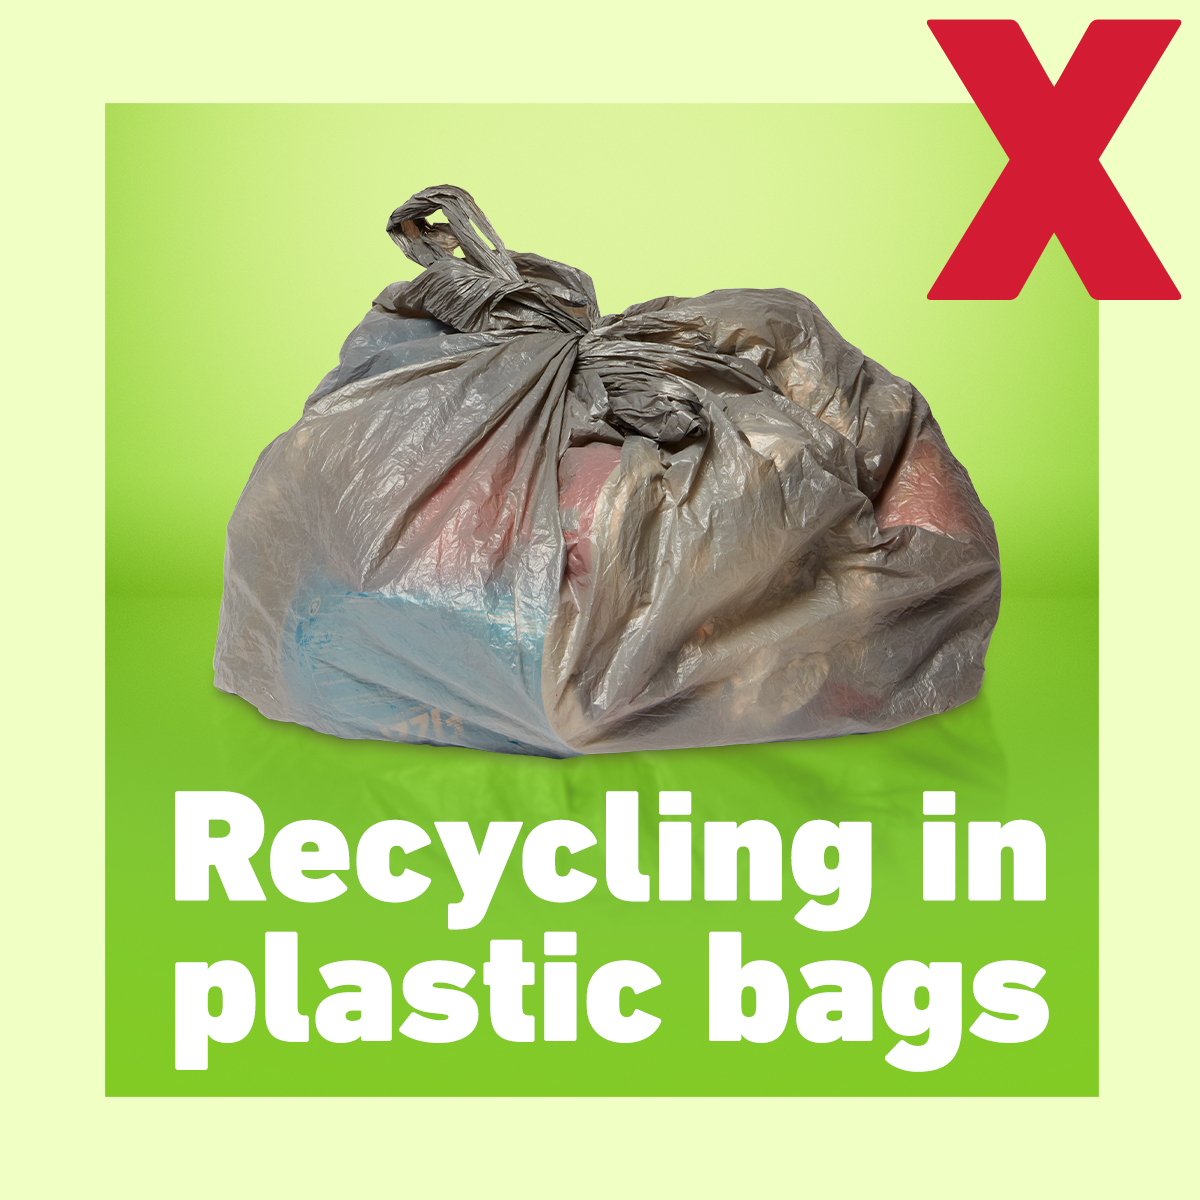 X
Recycling in
plastic bags